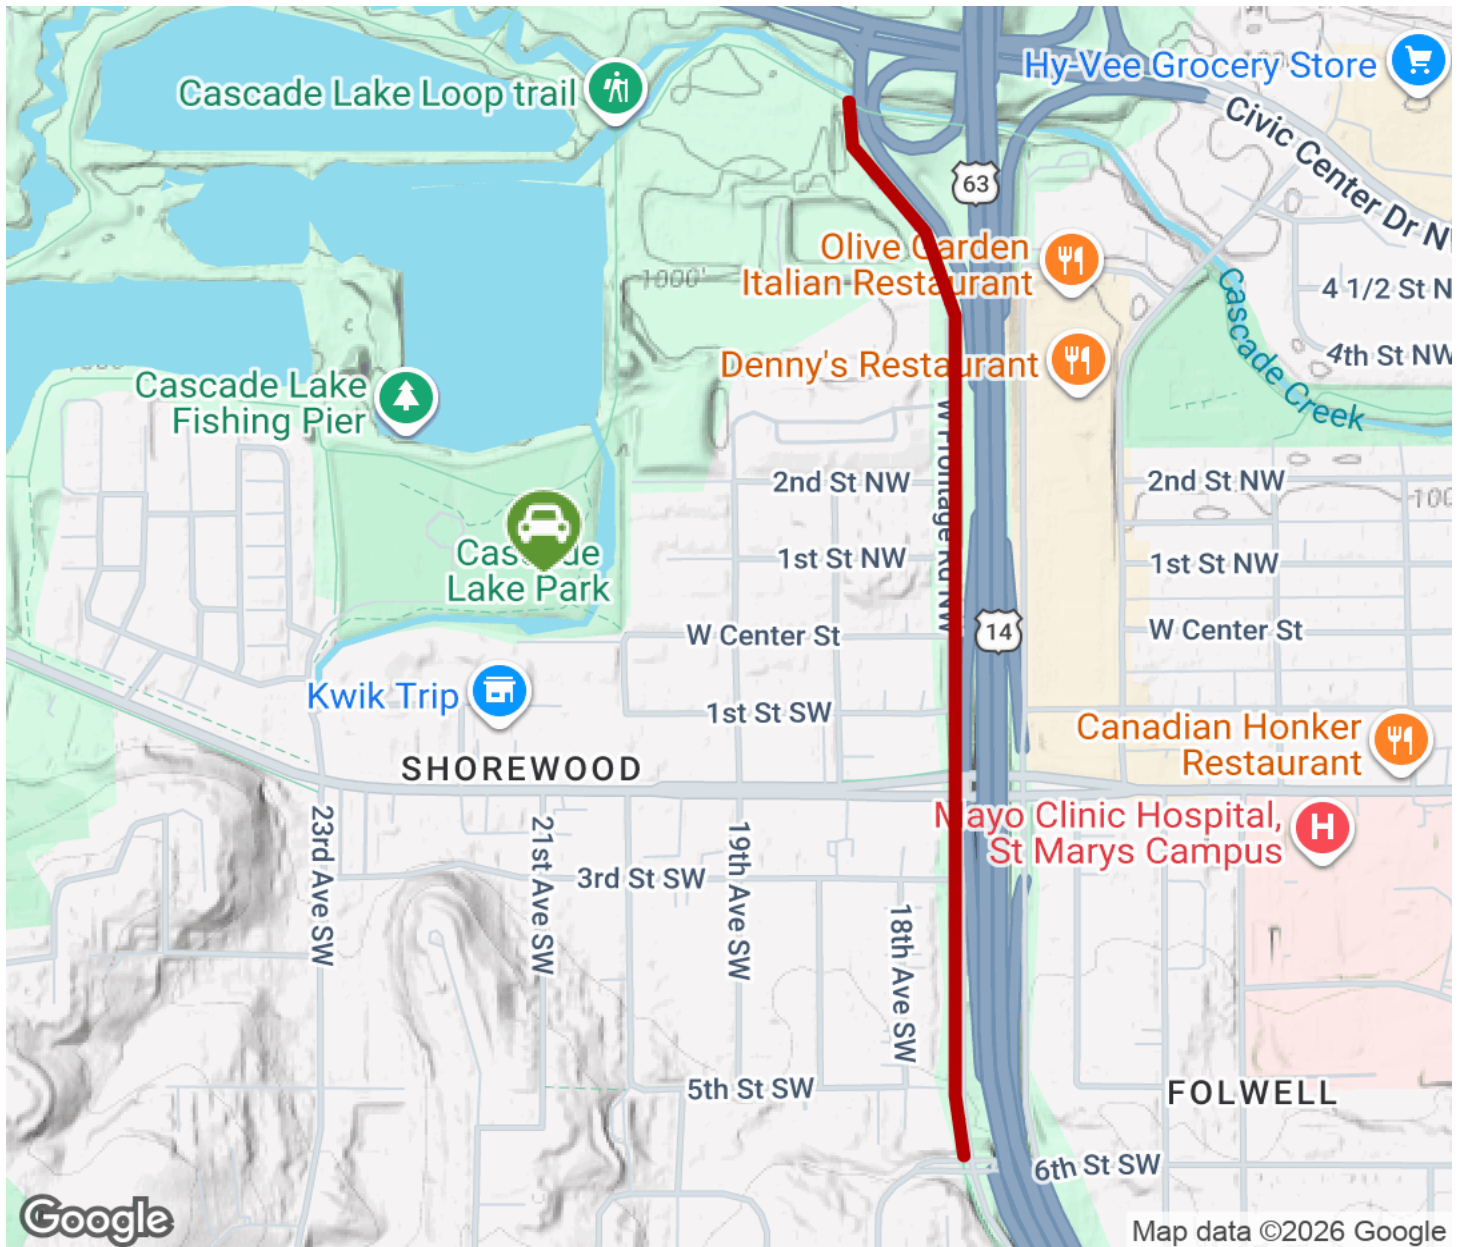 Cascade Lake Loop trail
Hy-Vee Grocery Store
Civic Center Dr N
63
Olive Garden
Italian Restaurant
1000'
4 1/2 St N
4th St NW
Cascade Creek
Denny's Restaurant
Cascade Lake
Fishing Pier
W Frontage Rd NW
2nd St NW
2nd St NW
100
1st St NW
1st St NW
Cascade
Lake Park
14
W Center St
W Center St
Kwik Trip
1st St SW
Canadian Honker
Restaurant
SHOREWOOD
Mayo Clinic Hospital,
St Marys Campus
23rd Ave SW
21st Ave SW
19th Ave SW
3rd St SW
18th Ave SW
5th St SW
FOLWELL
6th St SW
Google
Map data ©2026 Google